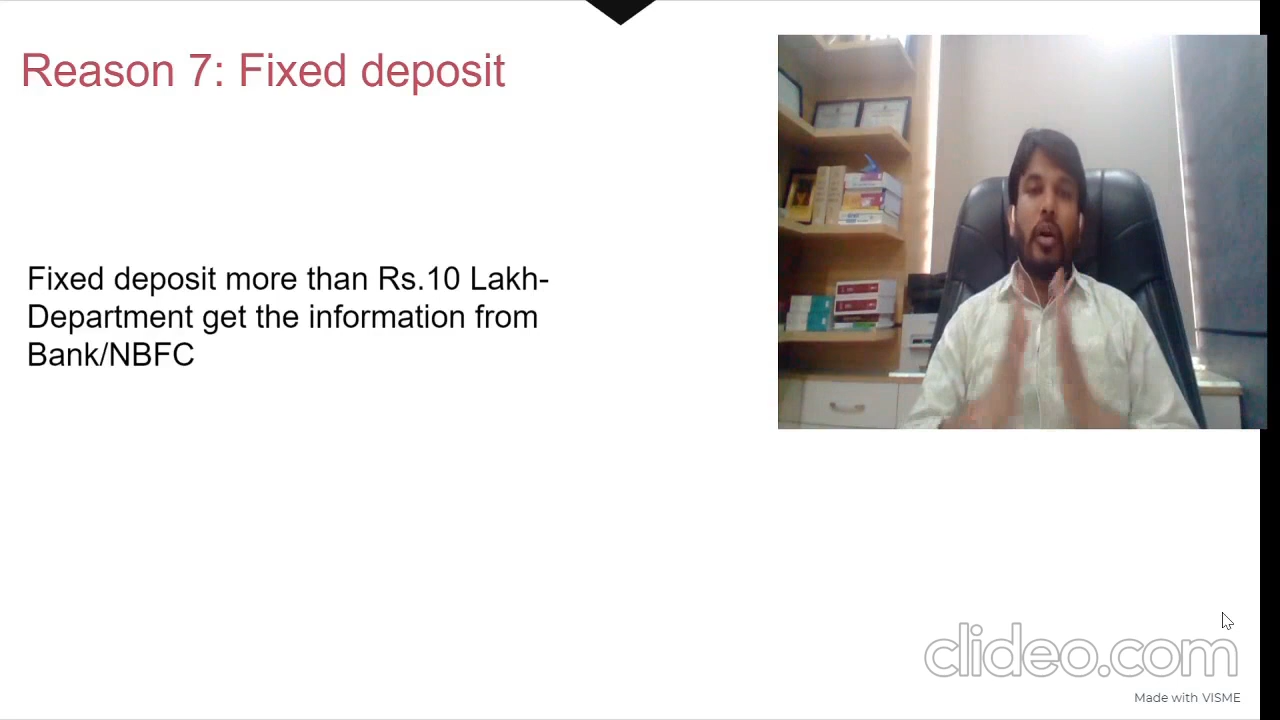 Reason 7: Fixed deposit
Fixed deposit more than Rs.10 Lakh-
Department get the information from
Bank/NBFC
clideo.com
Made with VISME